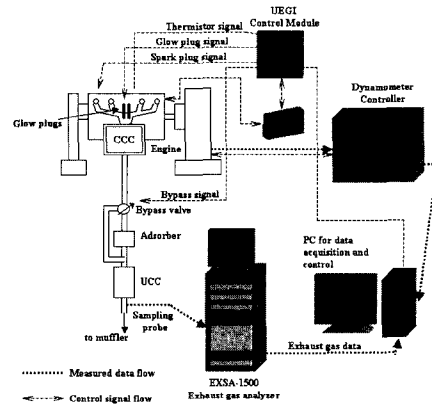 UEGI
Control Module
Thermistor signal
Glow plug signal
Spark plug signal
Dynamometer
Controller
Glow plugs
CCC
Engine
Bypass signal
Bypass valve
Adsorber
PC for data
acquisition and
control
UCC
Sampling
probe
to muffler
Exhaust gas data
Measured data flow
EXSA-1500
Control signal flow
Exhaust gas analyzer